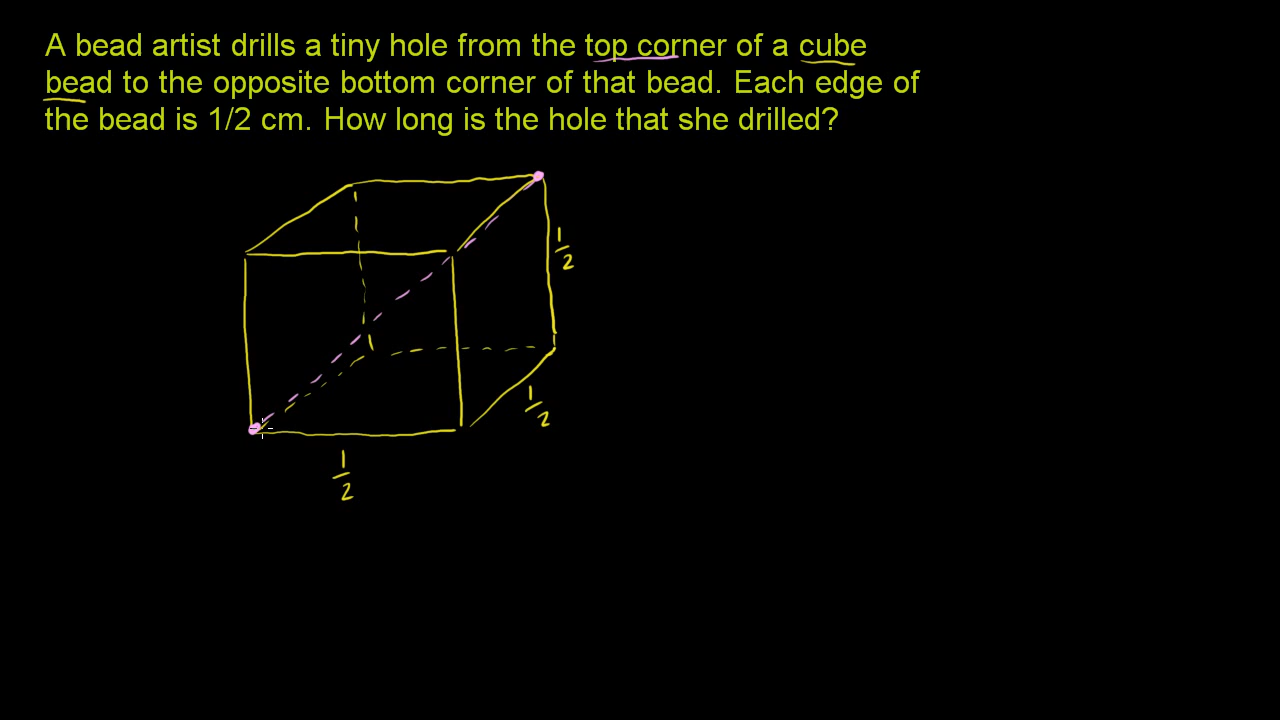 A bead artist drills a tiny hole from the top corner of a cube
bead to the opposite bottom corner of that bead. Each edge of
the bead is 1/2 cm. How long is the hole that she drilled?
1/2
1/2
1/2